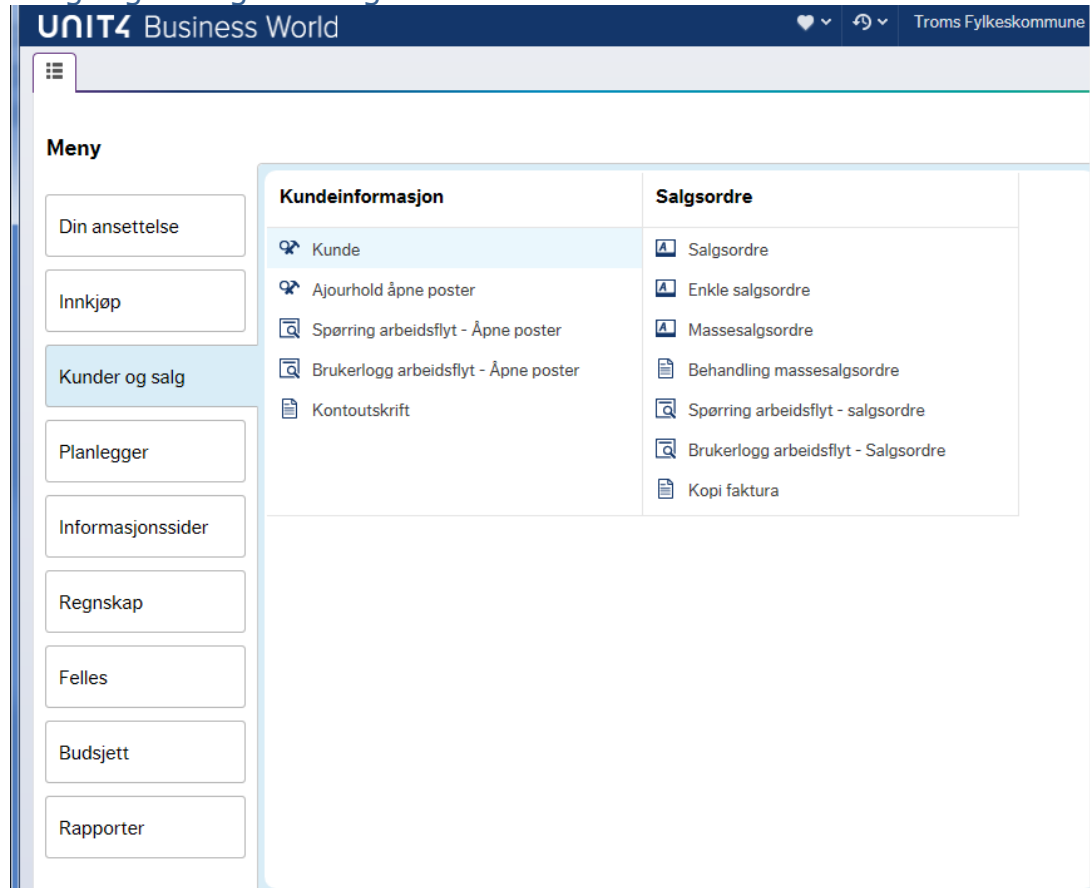 UNIT4 Business World
Troms Fylkeskommune
Meny
Din ansettelse
Innkjøp
Kunder og salg
Planlegger
Informasjonssider
Regnskap
Felles
Budsjett
Rapporter
Kundeinformasjon
Kunde
Ajourhold åpne poster
Spørring arbeidsflyt - Åpne poster
Brukerlogg arbeidsflyt - Åpne poster
Kontoutskrift
Salgsordre
Salgsordre
Enkle salgsordre
Massesalgsordre
Behandling massesalgsordre
Spørring arbeidsflyt - salgsordre
Brukerlogg arbeidsflyt - Salgsordre
Kopi faktura